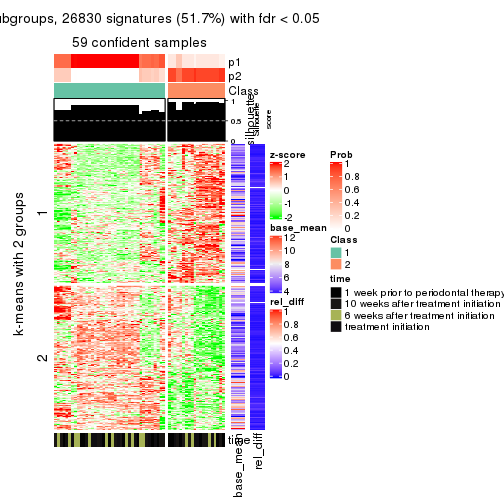 ubgroups, 26830 signatures (51.7%) with fdr < 0.05
59 confident samples
p1
p2
Class
1
0.5
0
silhouette
Silhouette
score
k-means with 2 groups
1
2
time
base_mean
rel_diff
z-score
2
1
0
-1
-2
base_mean
12
10
8
6
4
rel_diff
1
0.8
0.6
0.4
0.2
0
Prob
1
0.8
0.6
0.4
0.2
0
Class
1
2
time
1 week prior to periodontal therapy
10 weeks after treatment initiation
6 weeks after treatment initiation
treatment initiation